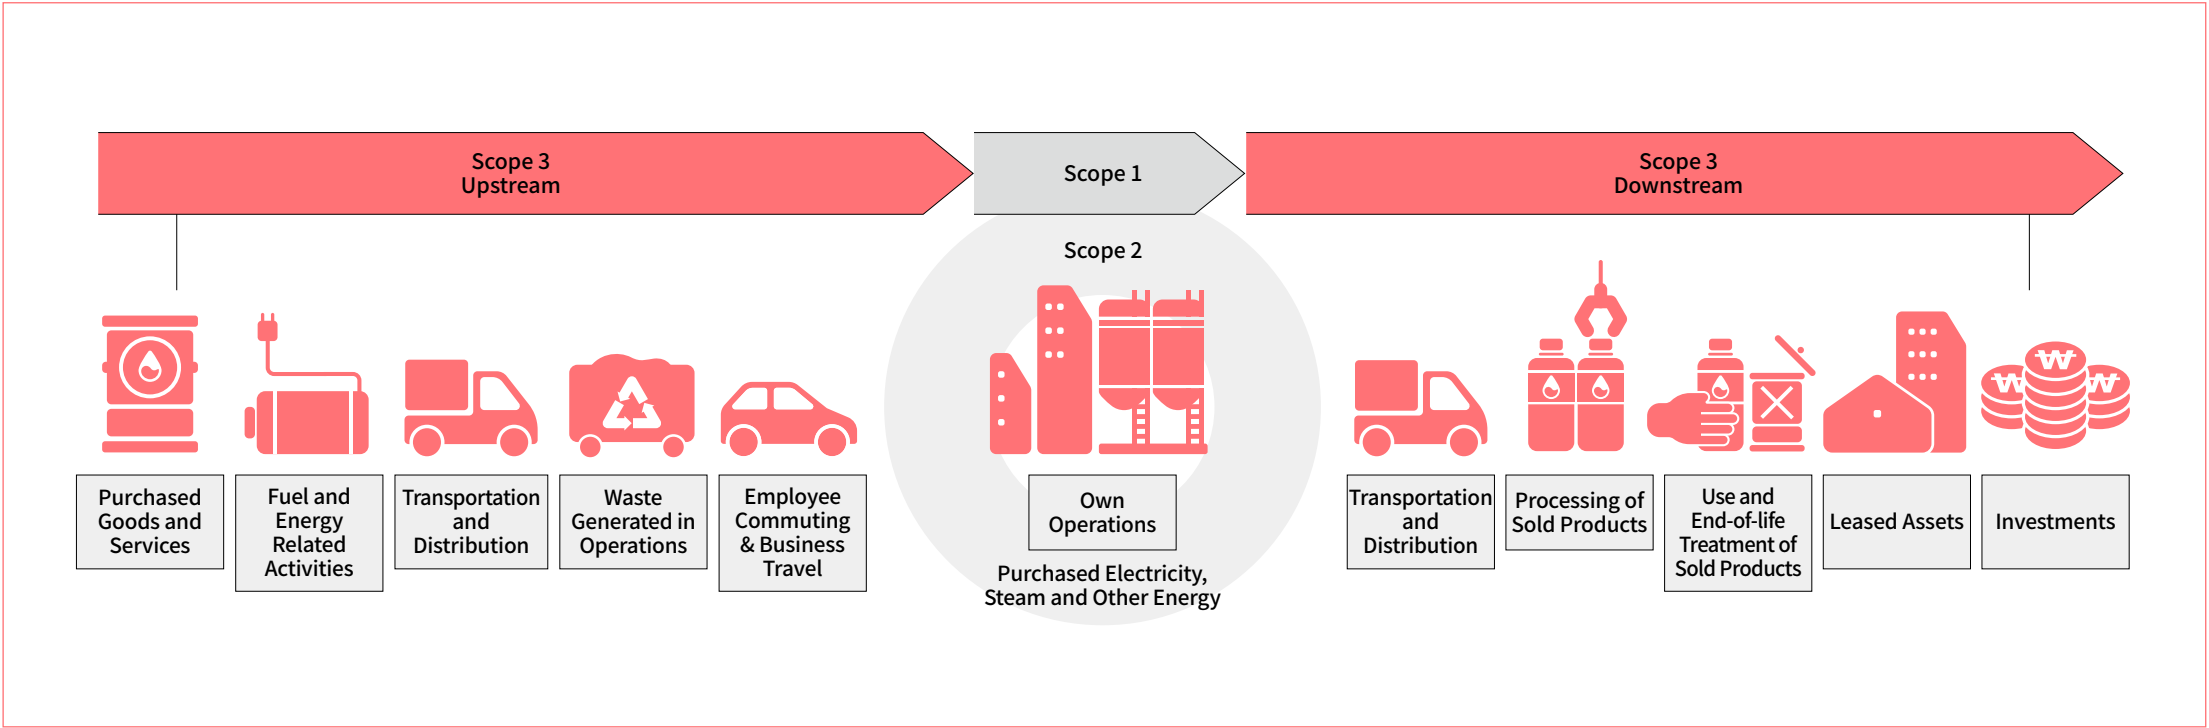 Scope 3
Upstream
Scope 1
Scope 3
Downstream
Scope 2
₩
₩
₩
Purchased
Goods and
Services
Fuel and
Energy
Related
Activities
Transportation
and
Distribution
Waste
Generated in
Operations
Employee
Commuting
& Business
Travel
Own
Operations
Purchased Electricity,
Steam and Other Energy
Transportation
and
Distribution
Processing of
Sold Products
Use and
End-of-life
Treatment of
Sold Products
Leased Assets
Investments